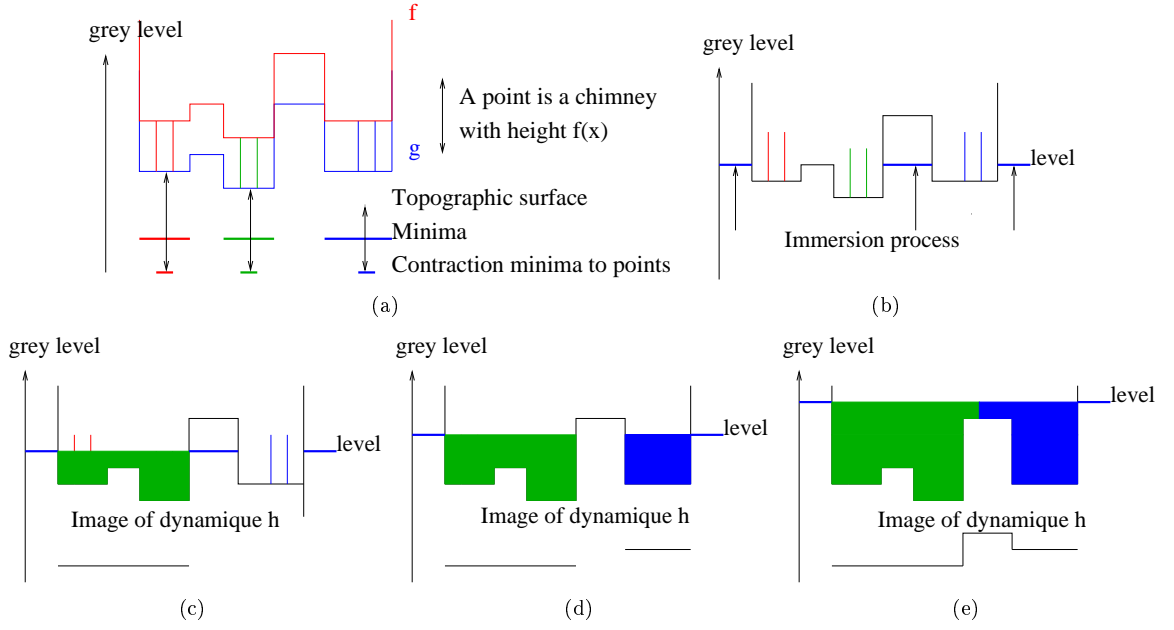 grey level
f
A point is a chimney
with height f(x)
g
Topographic surface
Minima
Contraction minima to points
(a)
grey level
level
Immersion process
(b)
grey level
level
Image of dynamique h
(c)
grey level
level
Image of dynamique h
(d)
grey level
level
Image of dynamique h
(e)